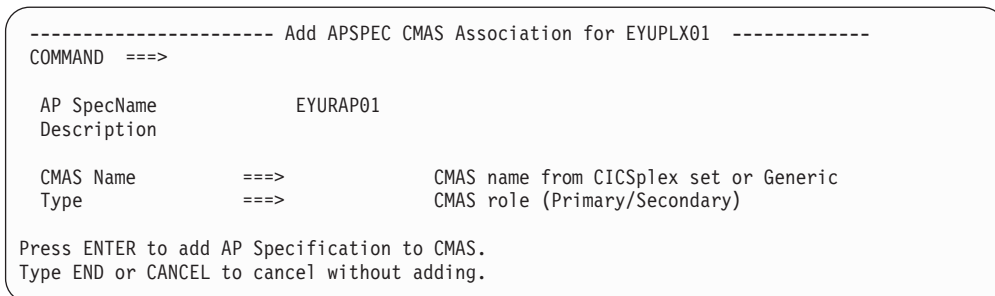 ----------------------- Add APSPEC CMAS Association for EYUPLX01 -------------
COMMAND ===>
AP SpecName EYURAP01
Description
CMAS Name ===> CMAS name from CICSplex set or Generic
Type ===> CMAS role (Primary/Secondary)
Press ENTER to add AP Specification to CMAS.
Type END or CANCEL to cancel without adding.